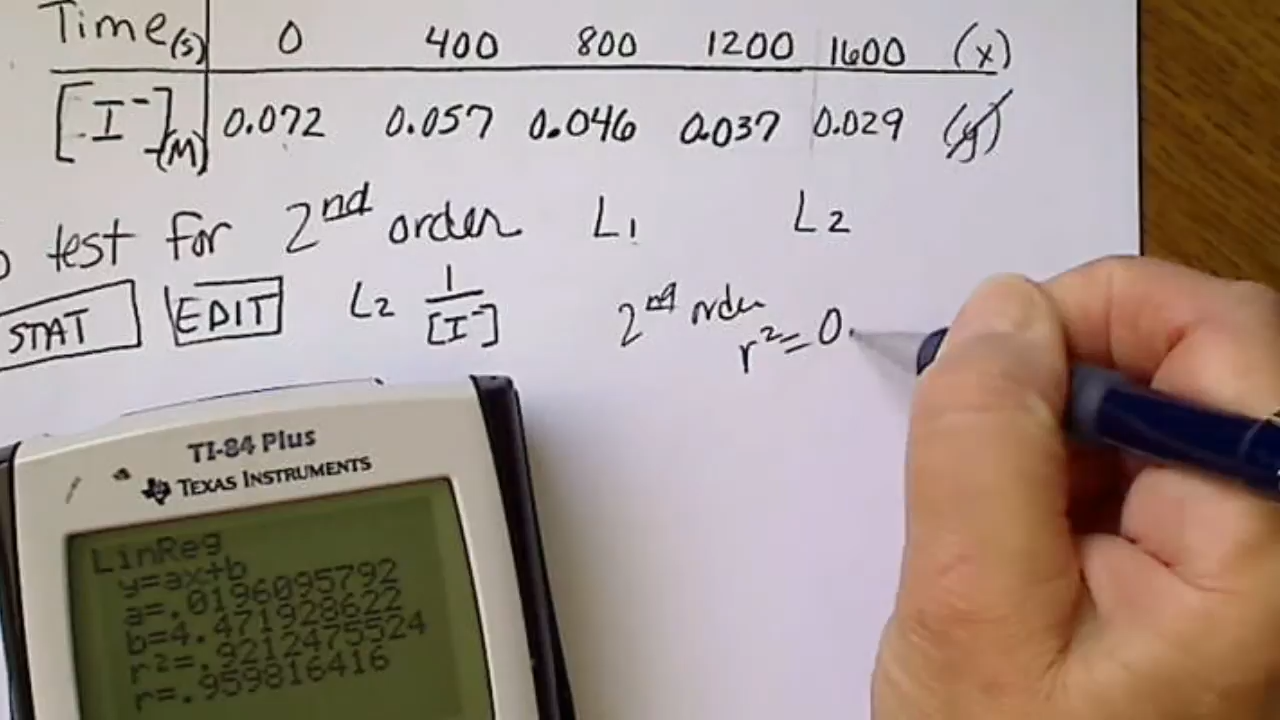 Time(s) 0 400 800 1200 1600 (x)
[I⁻](M) 0.072 0.057 0.046 0.037 0.029 (y)
test for 2nd order L1 L2
STAT EDIT L2 1/[I⁻] 2nd order
r²=0.
TI-84 Plus
TEXAS INSTRUMENTS
LinReg
y=ax+b
a=.0196095792
b=4.471928622
r²=.9212475524
r=.959816416